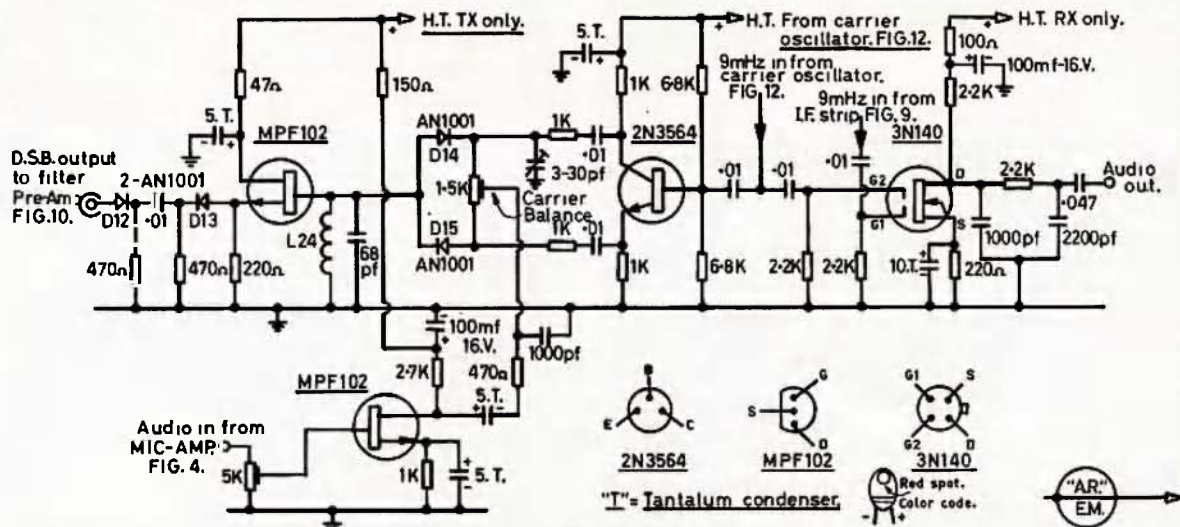 H.T. TX only.
5.T.
47Ω
150Ω
5.T.
MPF102
D.S.B. output
to filter
Pre-Am
FIG.10.
2-AN1001
D12
·01
D13
470Ω
470Ω
220Ω
L24
68
pf
AN1001
D14
1·5K
Carrier
Balance
D15
AN1001
1K
·01
3-30pf
1K
·01
5.T.
1K
6·8K
2N3564
1K
6·8K
H.T. From carrier
oscillator. FIG.12.
9mHz in from
carrier oscillator.
FIG. 12.
9mHz in from
I.F. strip FIG. 9.
·01
·01
·01
2·2K
2·2K
H.T. RX only.
100Ω
100mf-16.V.
2·2K
3N140
G2
G1
D
S
10.T.
220Ω
2·2K
1000pf
·047
2200pf
Audio
out.
100mf
16.V.
2·7K
470Ω
1000pf
5.T.
MPF102
Audio in from
MIC-AMP.
FIG. 4.
5K
1K
5.T.
B
E
C
2N3564
G
S
D
MPF102
G1
S
G2
D
3N140
"T"= Tantalum condenser.
Red spot.
Color code.
"A.R."
E.M.